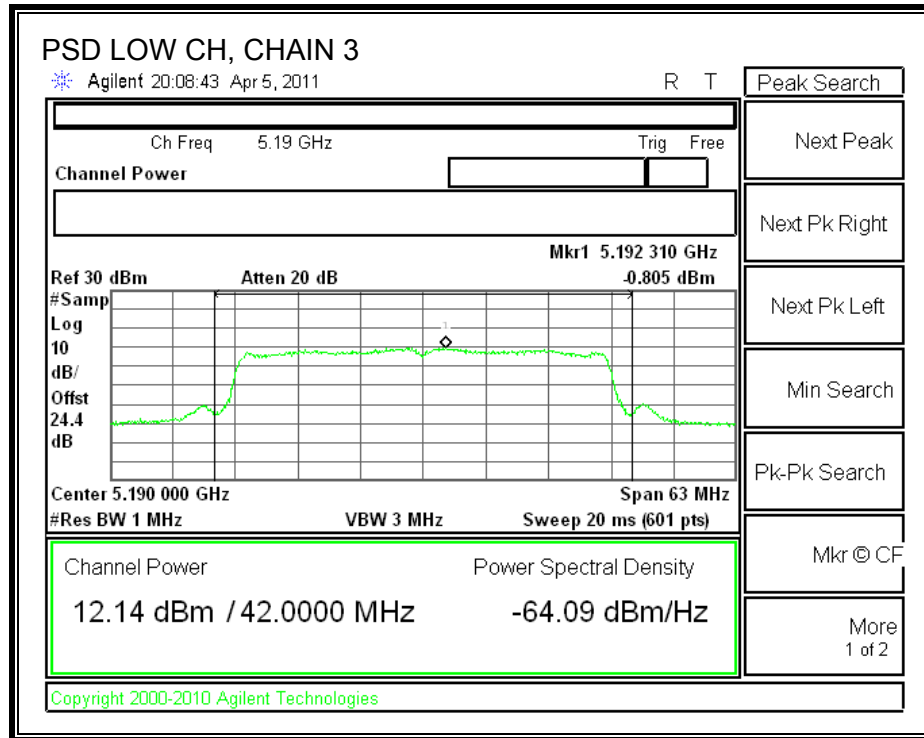 PSD LOW CH, CHAIN 3
Agilent 20:08:43 Apr 5, 2011 R T
Peak Search
Ch Freq 5.19 GHz Trig Free
Channel Power
Mkr1 5.192 310 GHz
Ref 30 dBm Atten 20 dB -0.805 dBm
#Samp
Log
10
dB/
Offst
24.4
dB
1
Center 5.190 000 GHz Span 63 MHz
#Res BW 1 MHz VBW 3 MHz Sweep 20 ms (601 pts)
Channel Power Power Spectral Density
12.14 dBm / 42.0000 MHz -64.09 dBm/Hz
Copyright 2000-2010 Agilent Technologies
Next Peak
Next Pk Right
Next Pk Left
Min Search
Pk-Pk Search
Mkr © CF
More
1 of 2